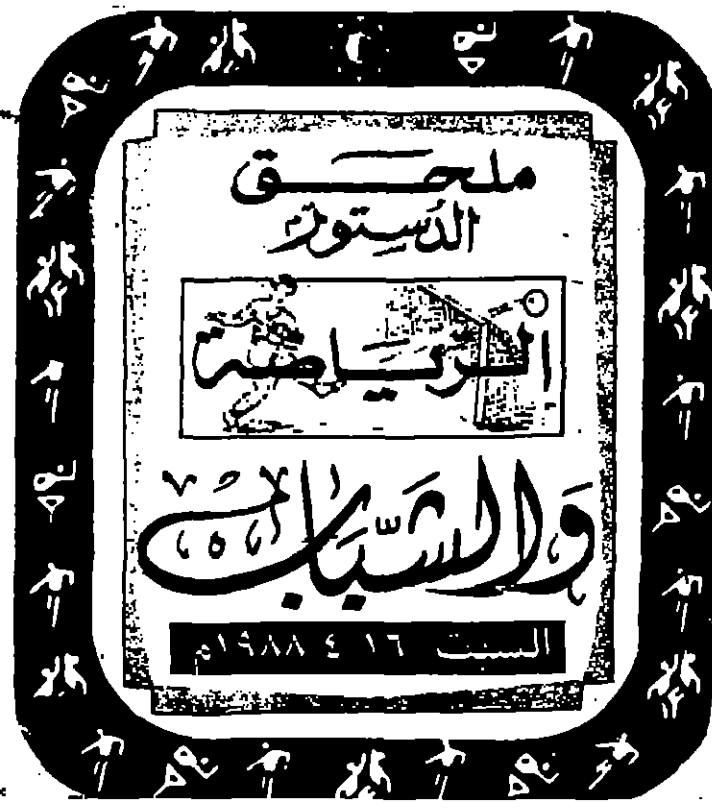 ملحق
الدستور
الرياضة
والشباب
السبت ١٦ ٤ ١٩٨٨م